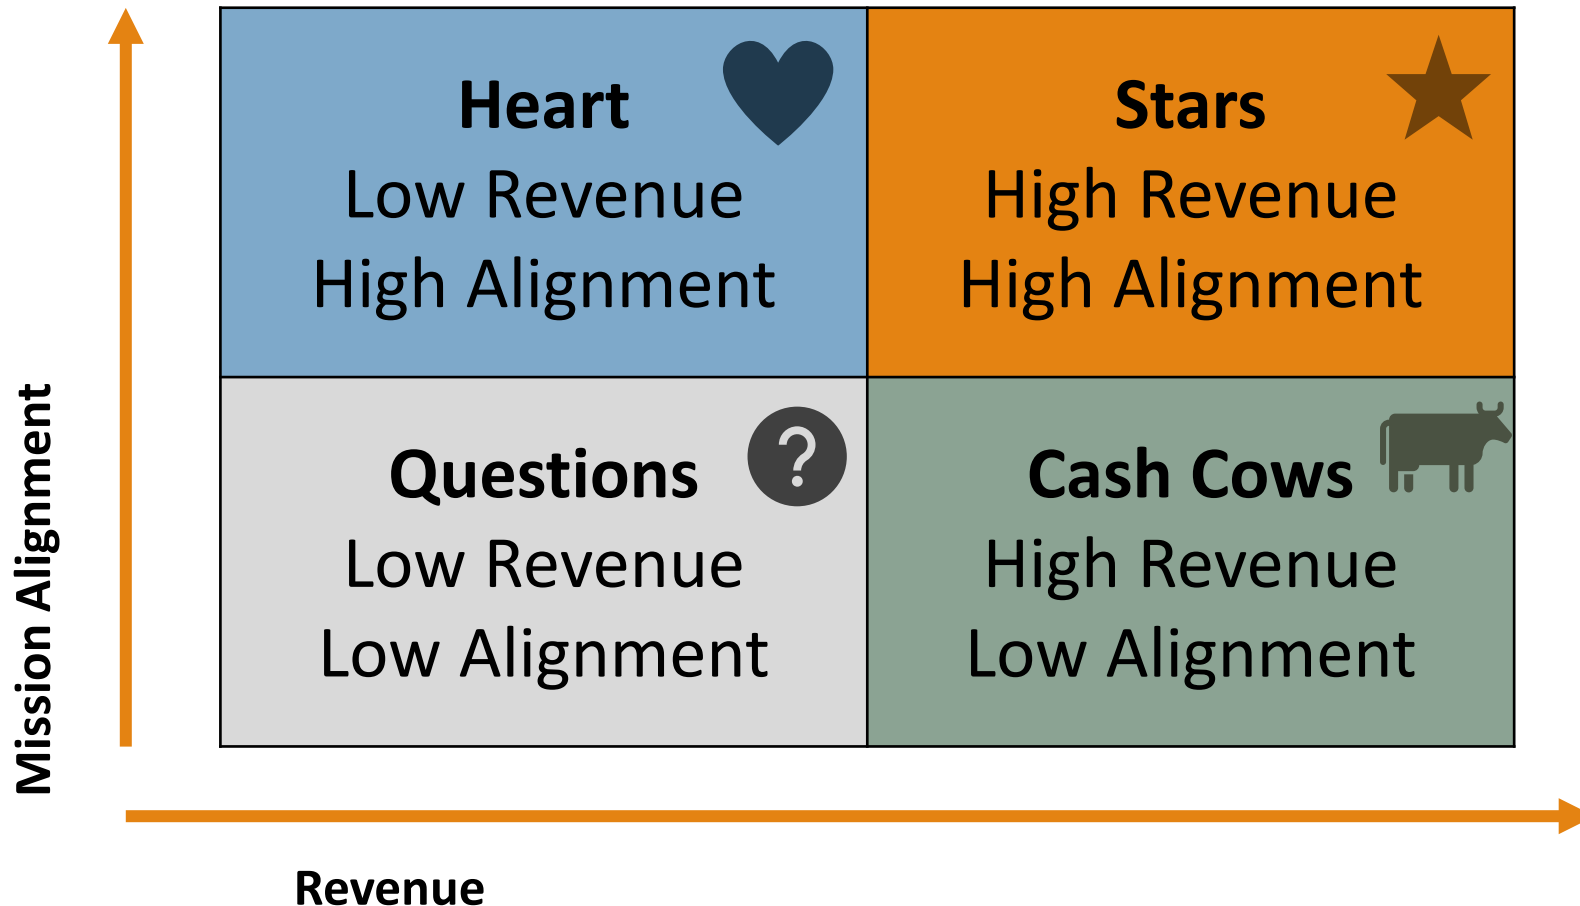 Heart
Low Revenue
High Alignment
Stars
High Revenue
High Alignment
Questions
?
Low Revenue
Low Alignment
Cash Cows
High Revenue
Low Alignment
Mission Alignment
Revenue